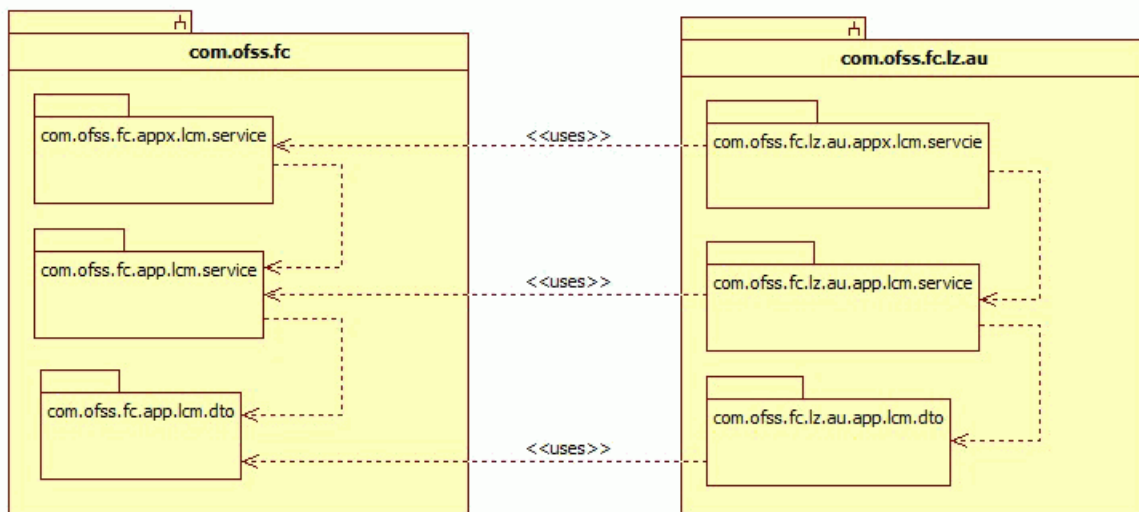 com.ofss.fc
com.ofss.fc.lz.au
com.ofss.fc.appx.lcm.service
<<uses>>
com.ofss.fc.lz.au.appx.lcm.servcie
com.ofss.fc.app.lcm.service
<<uses>>
com.ofss.fc.lz.au.app.lcm.service
com.ofss.fc.app.lcm.dto
com.ofss.fc.lz.au.app.lcm.dto
<<uses>>